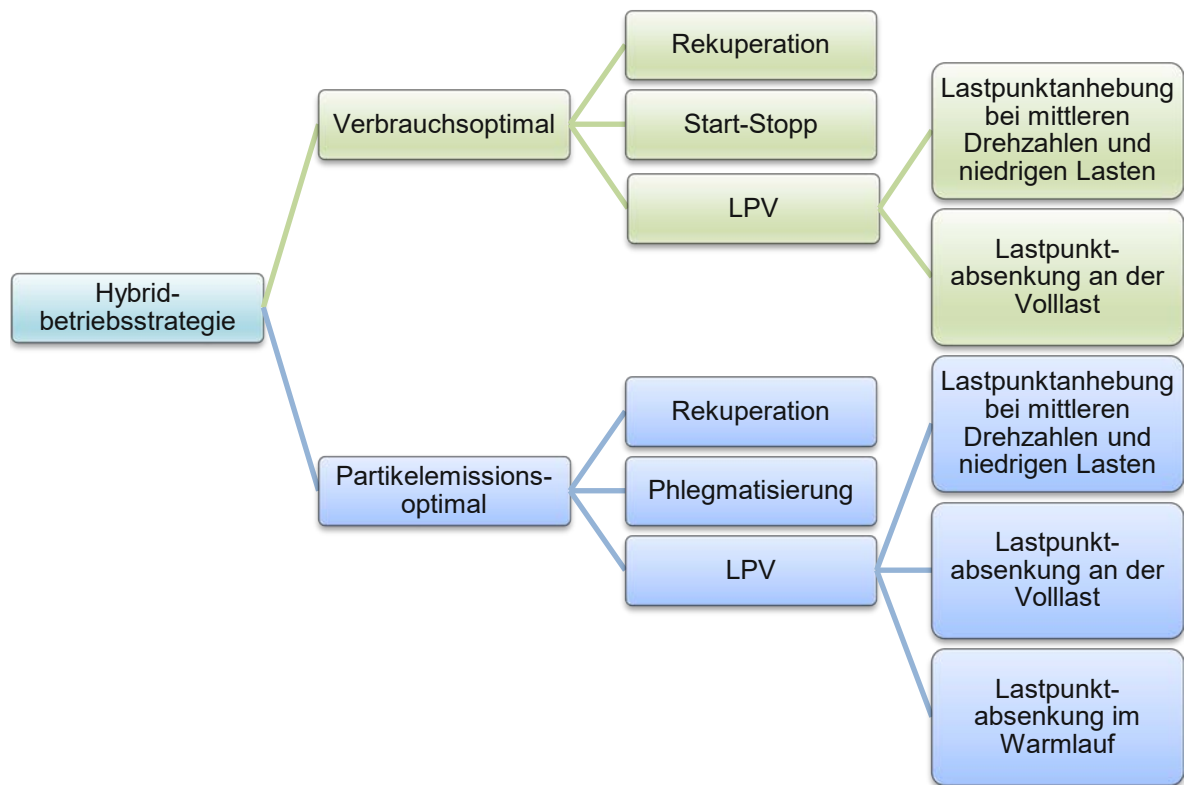 Hybrid-
betriebsstrategie
Verbrauchsoptimal
Rekuperation
Start-Stopp
LPV
Lastpunktanhebung
bei mittleren
Drehzahlen und
niedrigen Lasten
Lastpunkt-
absenkung an der
Volllast
Partikelemissions-
optimal
Rekuperation
Phlegmatisierung
LPV
Lastpunktanhebung
bei mittleren
Drehzahlen und
niedrigen Lasten
Lastpunkt-
absenkung an der
Volllast
Lastpunkt-
absenkung im
Warmlauf